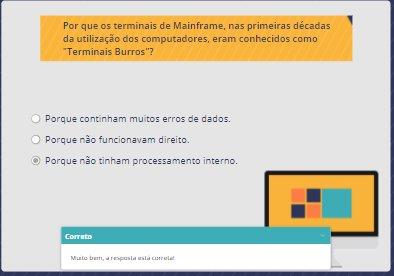 Por que os terminais de Mainframe, nas primeiras décadas
da utilização dos computadores, eram conhecidos como
"Terminais Burros"?
Porque continham muitos erros de dados.
Porque não funcionavam direito.
Porque não tinham processamento interno.
Correto
Muito bem, a resposta está correta!